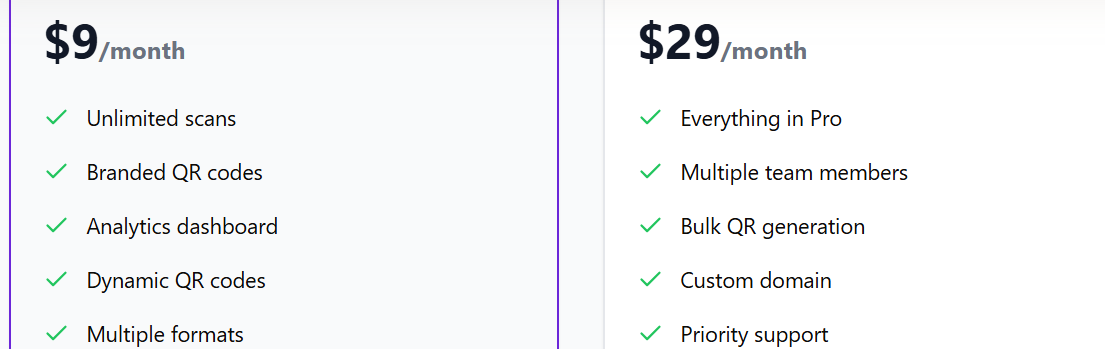 $9/month
Unlimited scans
Branded QR codes
Analytics dashboard
Dynamic QR codes
Multiple formats
$29/month
Everything in Pro
Multiple team members
Bulk QR generation
Custom domain
Priority support